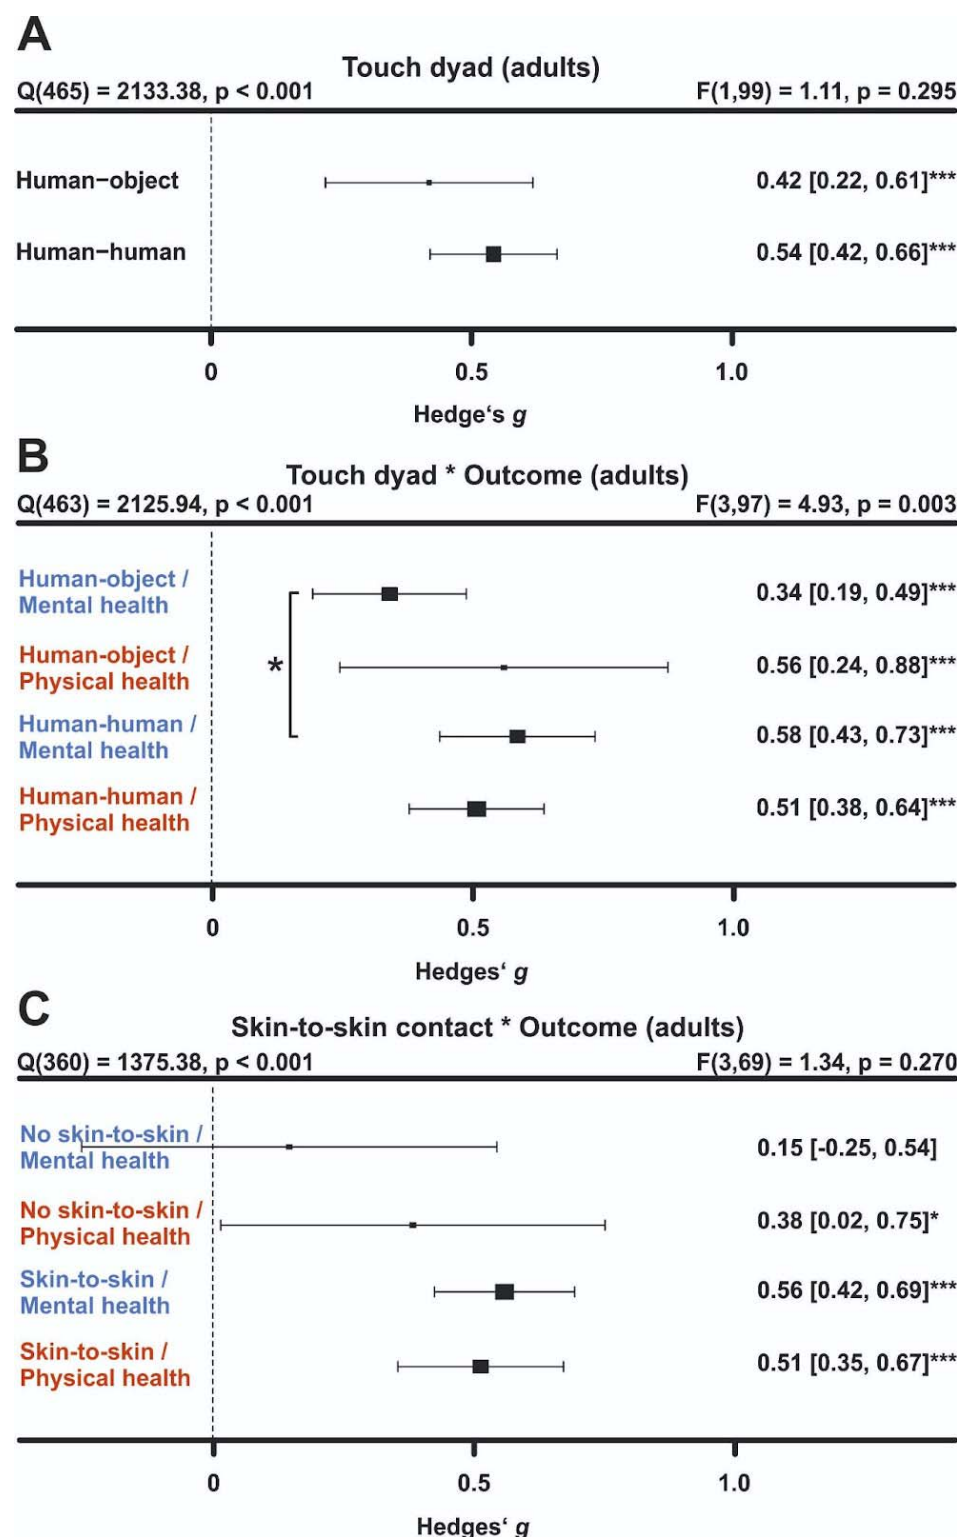 A
Touch dyad (adults)
Q(465) = 2133.38, p < 0.001 F(1,99) = 1.11, p = 0.295
Human−object 0.42 [0.22, 0.61]***
Human−human 0.54 [0.42, 0.66]***
0 0.5 1.0
Hedge‘s g
B
Touch dyad * Outcome (adults)
Q(463) = 2125.94, p < 0.001 F(3,97) = 4.93, p = 0.003
Human-object /
Mental health
0.34 [0.19, 0.49]***
Human-object /
Physical health
0.56 [0.24, 0.88]***
*
Human-human /
Mental health
0.58 [0.43, 0.73]***
Human-human /
Physical health
0.51 [0.38, 0.64]***
0 0.5 1.0
Hedges‘ g
C
Skin-to-skin contact * Outcome (adults)
Q(360) = 1375.38, p < 0.001 F(3,69) = 1.34, p = 0.270
No skin-to-skin /
Mental health
0.15 [-0.25, 0.54]
No skin-to-skin /
Physical health
0.38 [0.02, 0.75]*
Skin-to-skin /
Mental health
0.56 [0.42, 0.69]***
Skin-to-skin /
Physical health
0.51 [0.35, 0.67]***
0 0.5 1.0
Hedges‘ g